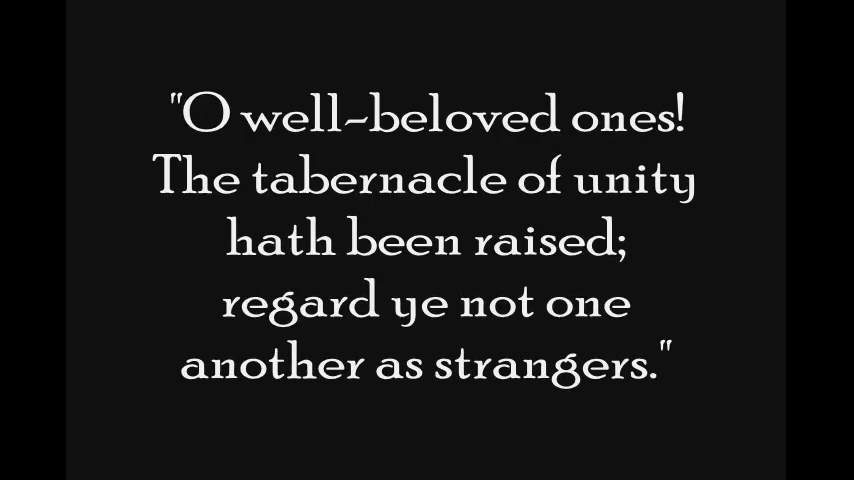 "O well-beloved ones!
The tabernacle of unity
hath been raised;
regard ye not one
another as strangers."